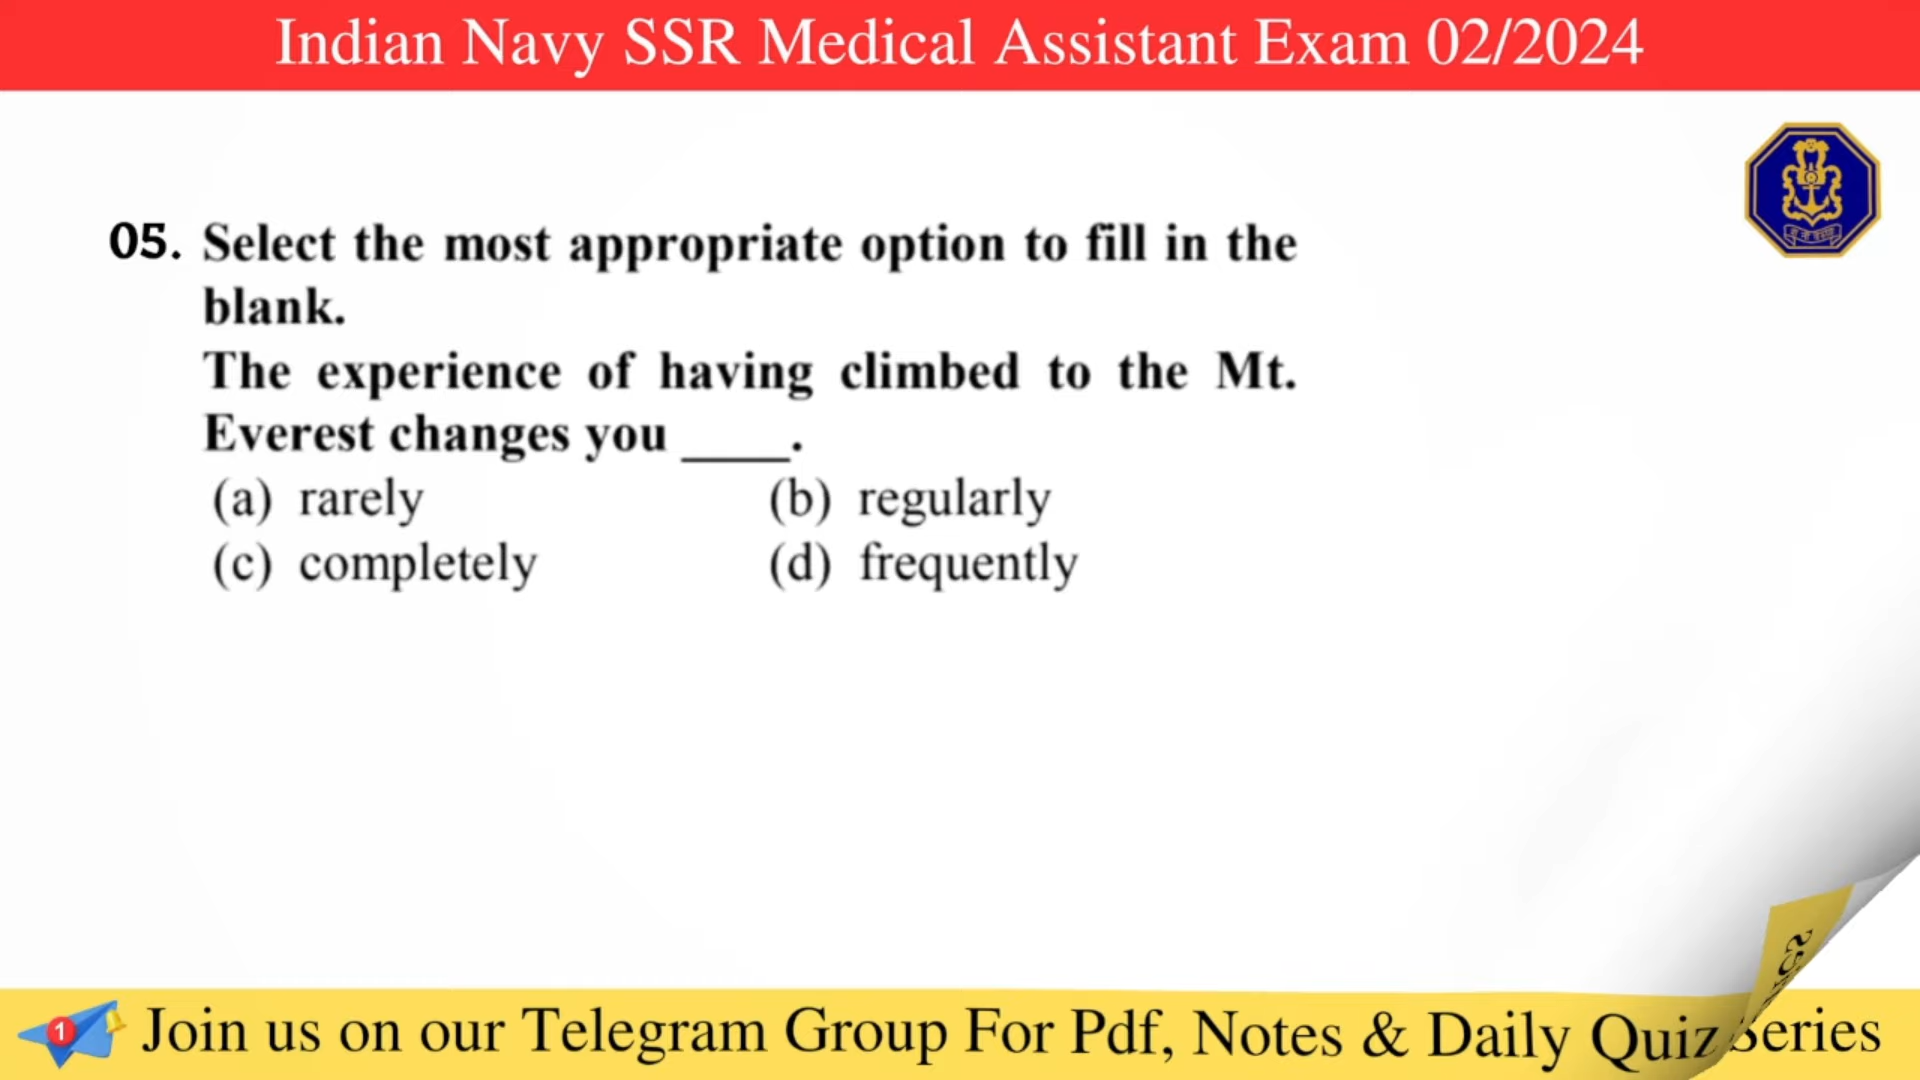 Indian Navy SSR Medical Assistant Exam 02/2024
05. Select the most appropriate option to fill in the
blank.
The experience of having climbed to the Mt.
Everest changes you ____.
(a) rarely (b) regularly
(c) completely (d) frequently
1 Join us on our Telegram Group For Pdf, Notes & Daily Quiz Series